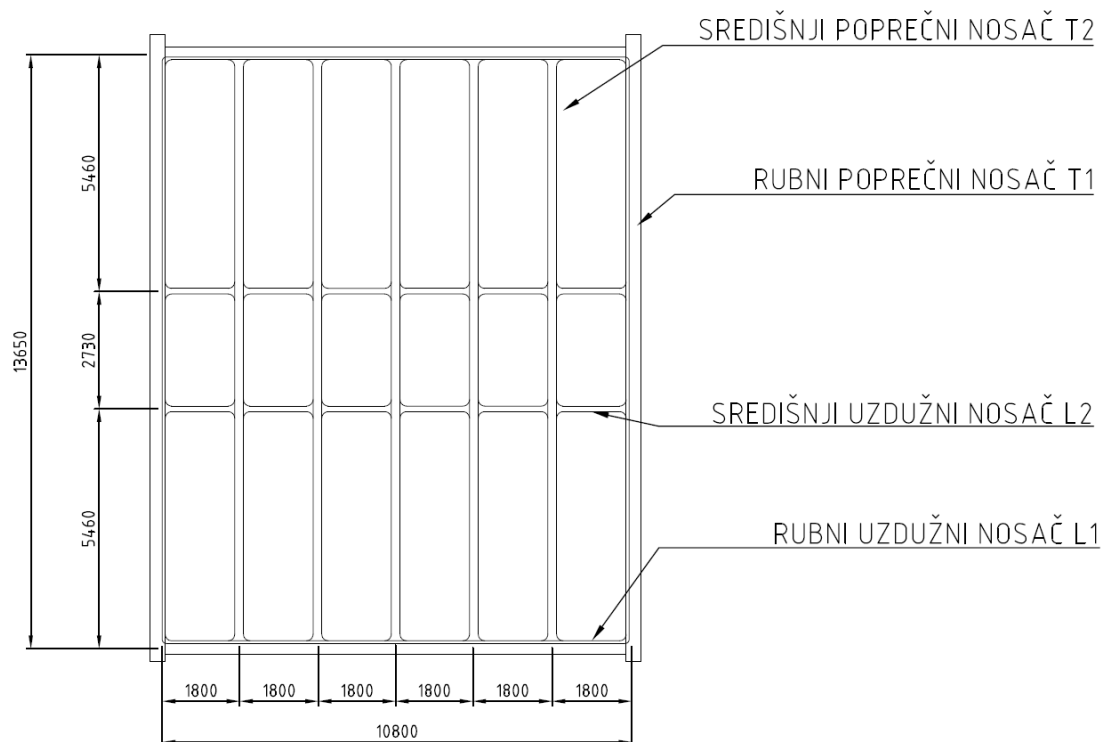 SREDIŠNJI POPREČNI NOSAČ T2
RUBNI POPREČNI NOSAČ T1
SREDIŠNJI UZDUŽNI NOSAČ L2
RUBNI UZDUŽNI NOSAČ L1
13650
5460
2730
5460
1800 1800 1800 1800 1800 1800
10800